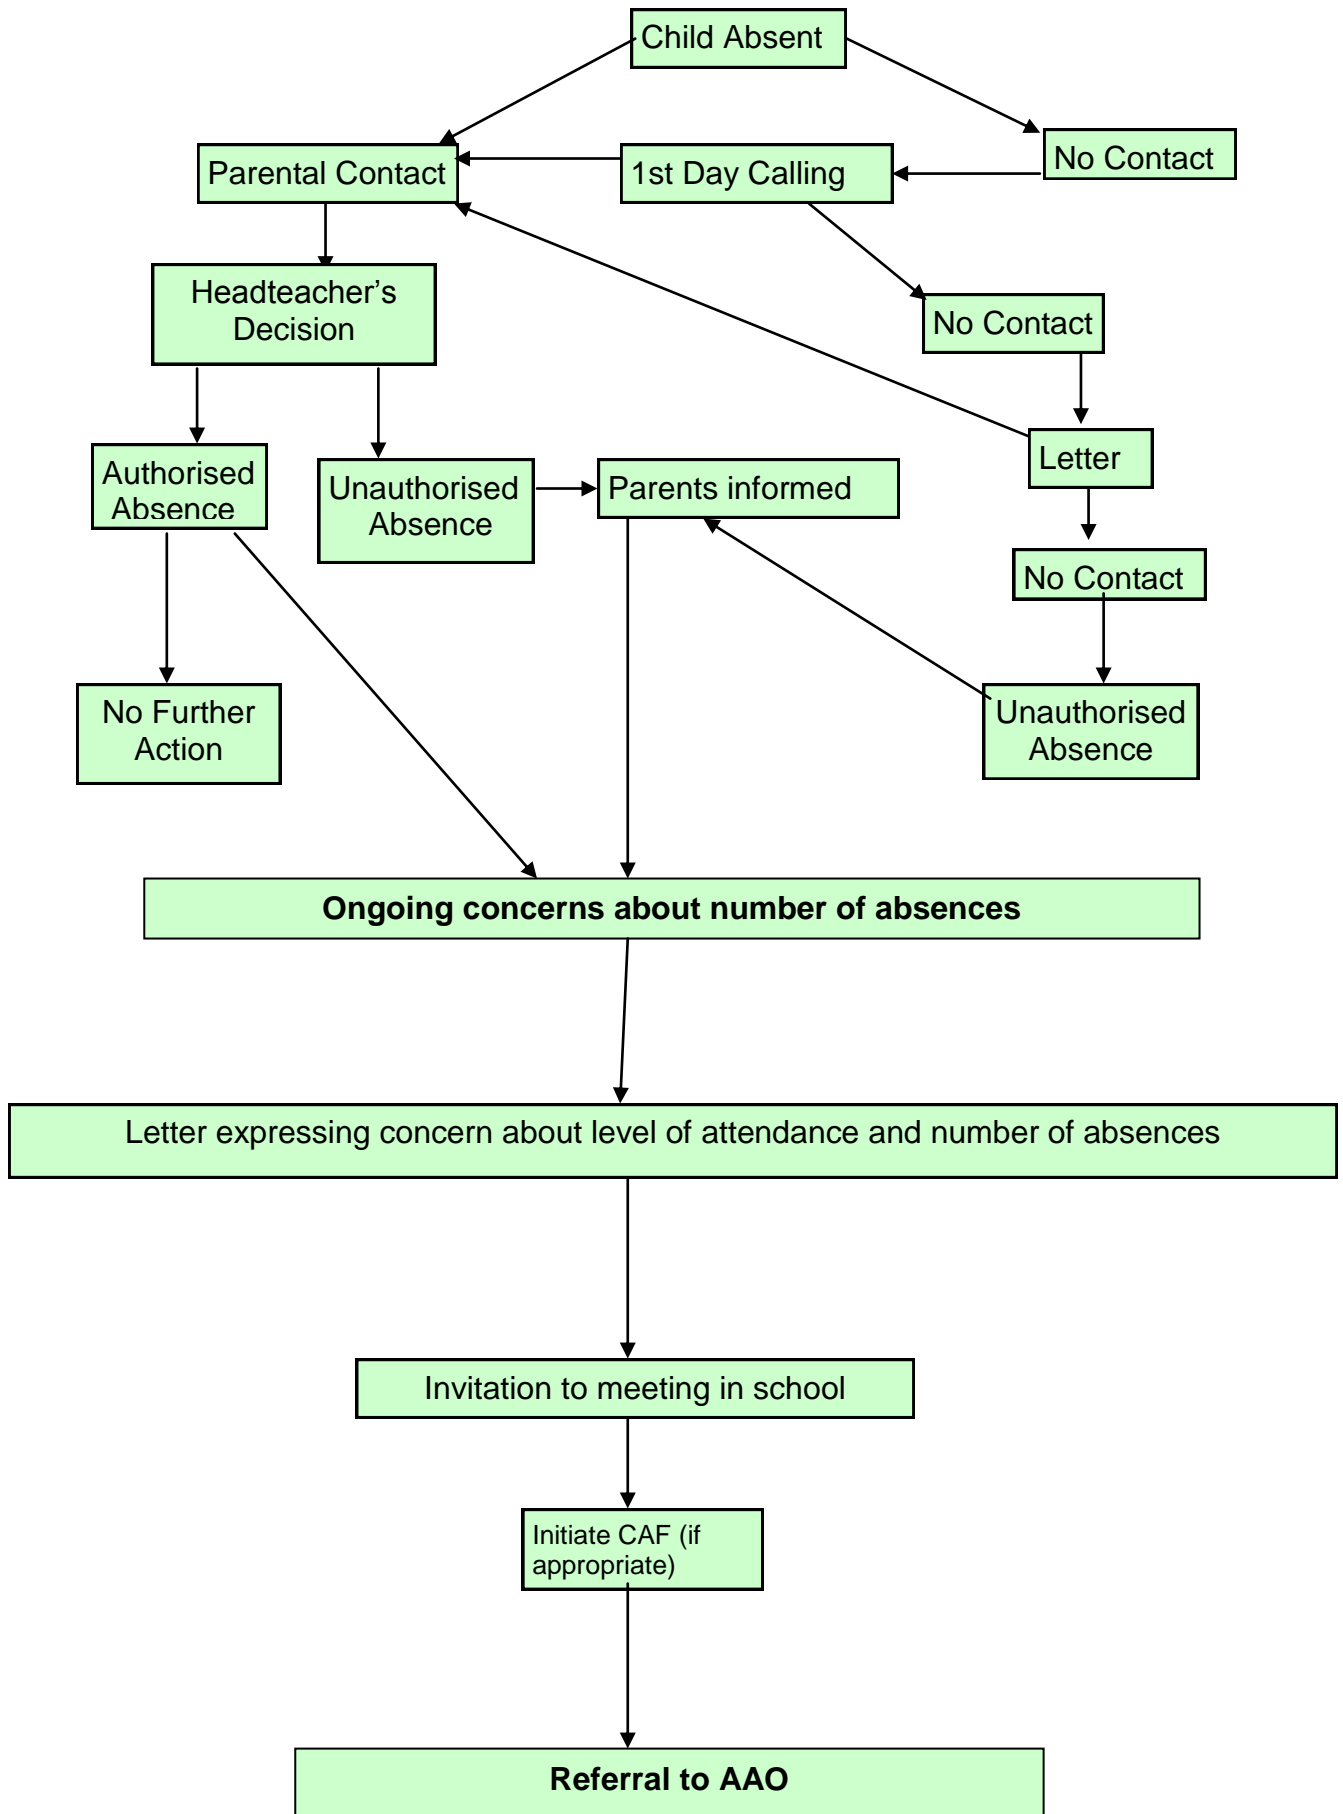 Child Absent
No Contact
Parental Contact
1st Day Calling
Headteacher’s
Decision
No Contact
Letter
Authorised
Absence
Unauthorised
Absence
Parents informed
No Contact
No Further
Action
Unauthorised
Absence
Ongoing concerns about number of absences
Letter expressing concern about level of attendance and number of absences
Invitation to meeting in school
Initiate CAF (if
appropriate)
Referral to AAO